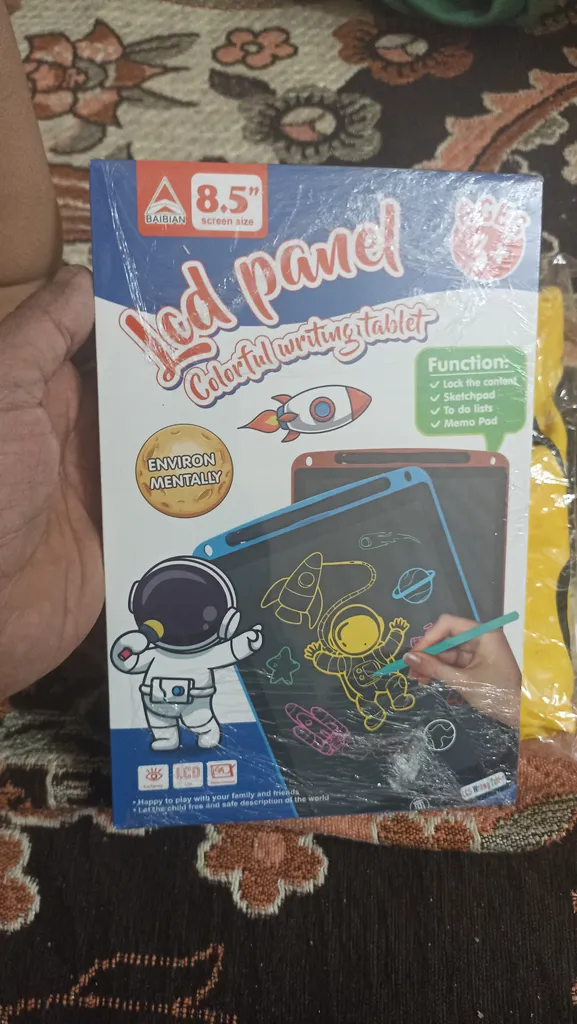 BAIBIAN
8.5”
screen size
AGES
3+
Lcd panel
Colorful writing tablet
Function:
✓ Lock the content
✓ Sketchpad
✓ To do lists
✓ Memo Pad
ENVIRON
MENTALLY
LCD
• Happy to play with your family and friends
• Let the child free and safe description of the world